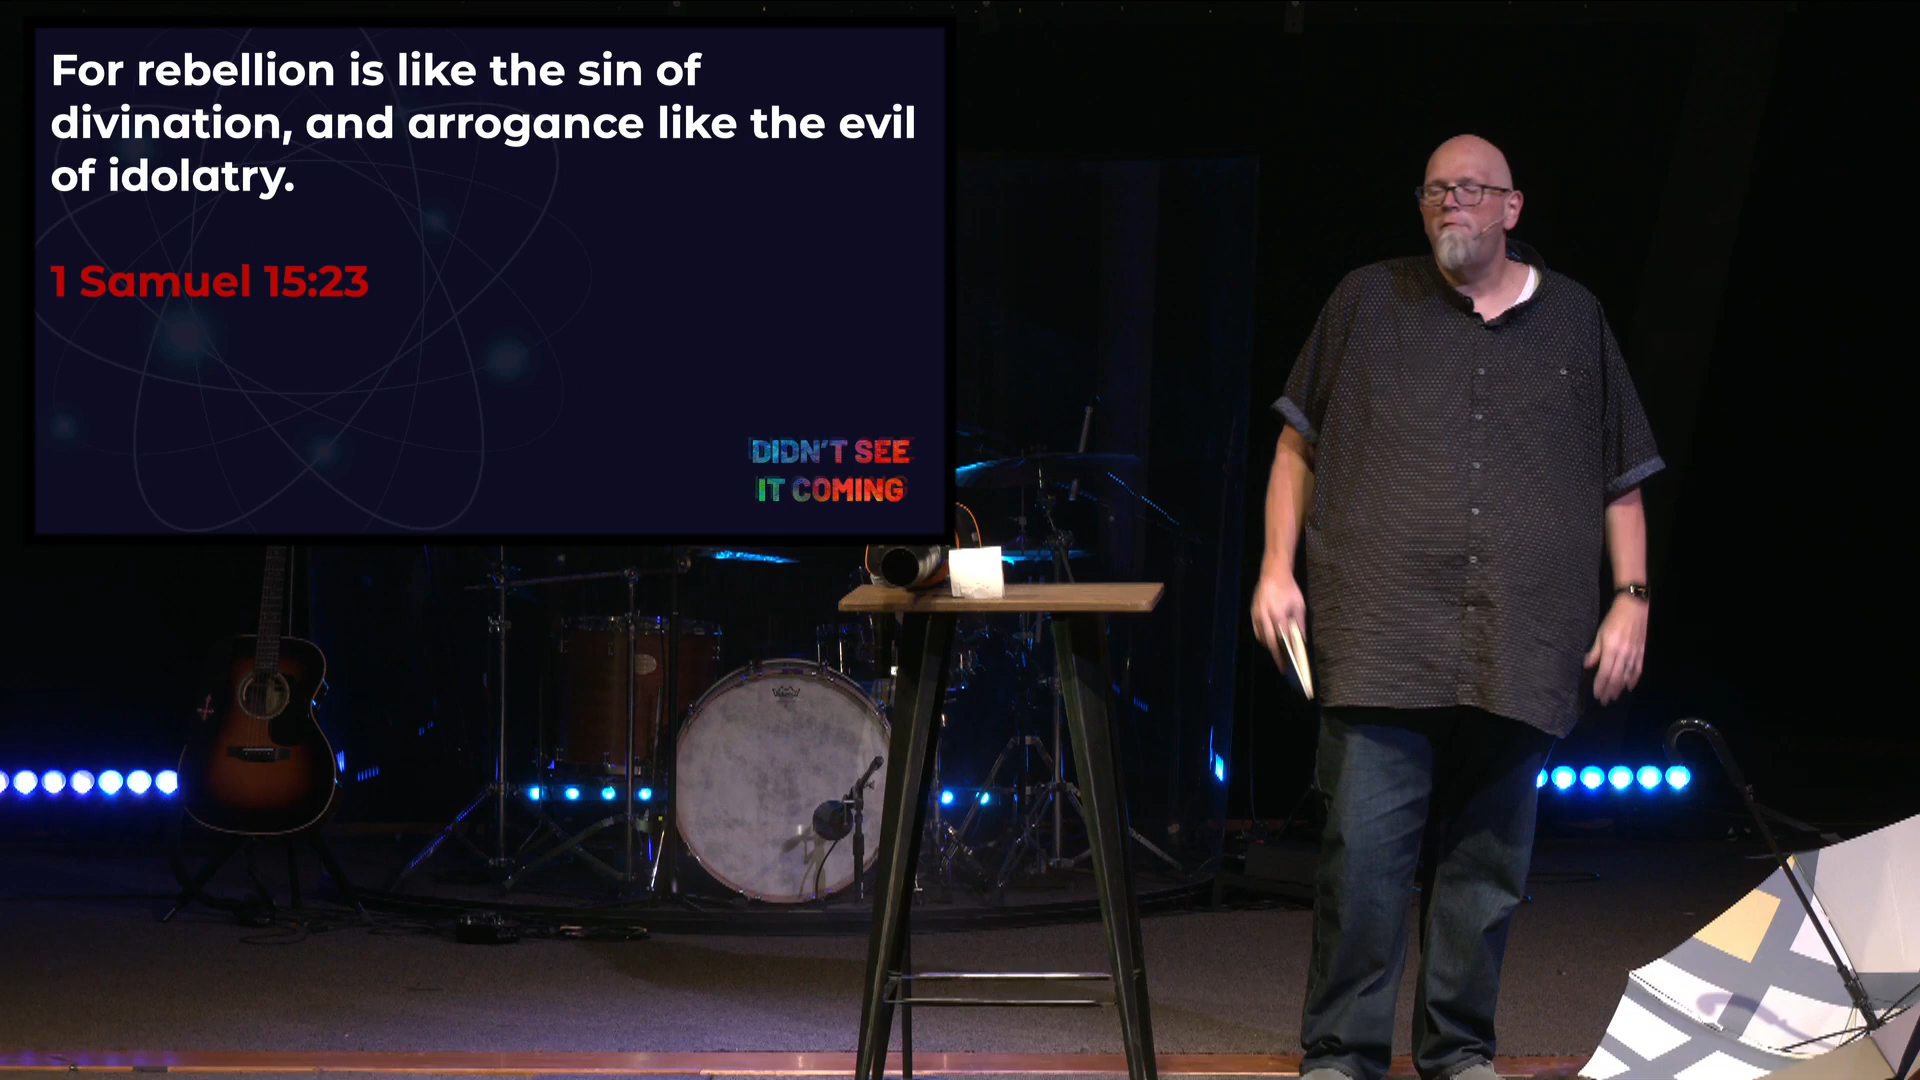 For rebellion is like the sin of
divination, and arrogance like the evil
of idolatry.
1 Samuel 15:23
DIDN'T SEE
IT COMING